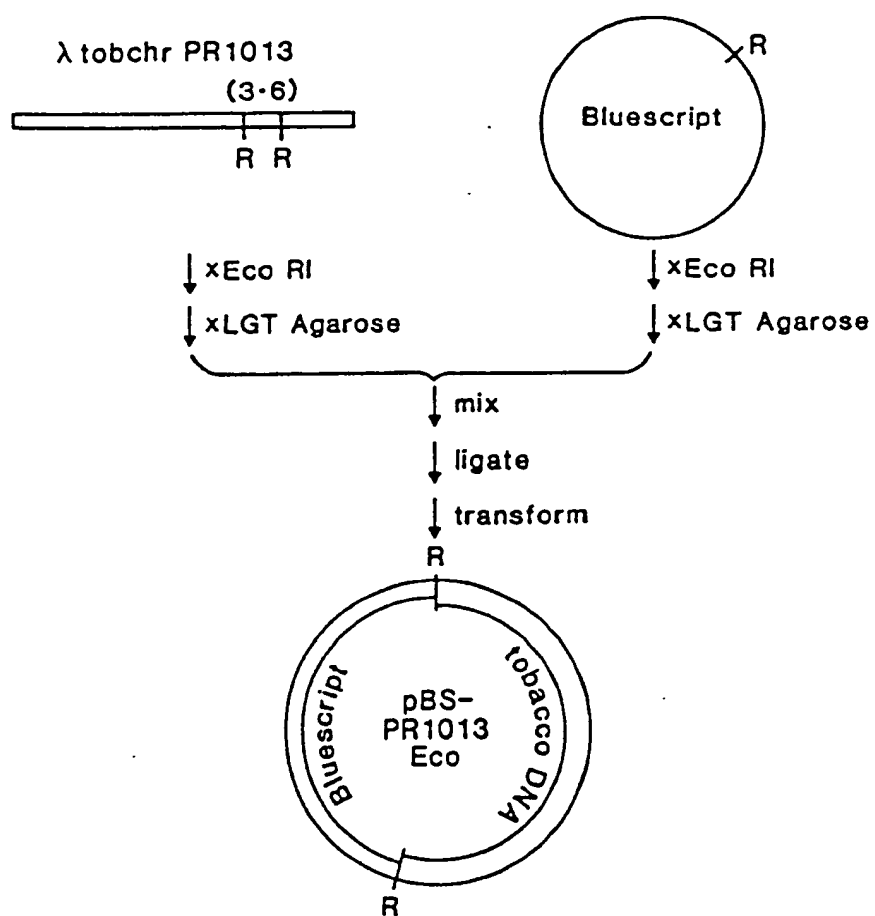 λ tobchr PR1013
(3·6)
R R
R
Bluescript
xEco RI
xLGT Agarose
xEco RI
xLGT Agarose
mix
ligate
transform
R
Bluescript
pBS-
PR1013
Eco
tobacco DNA
R